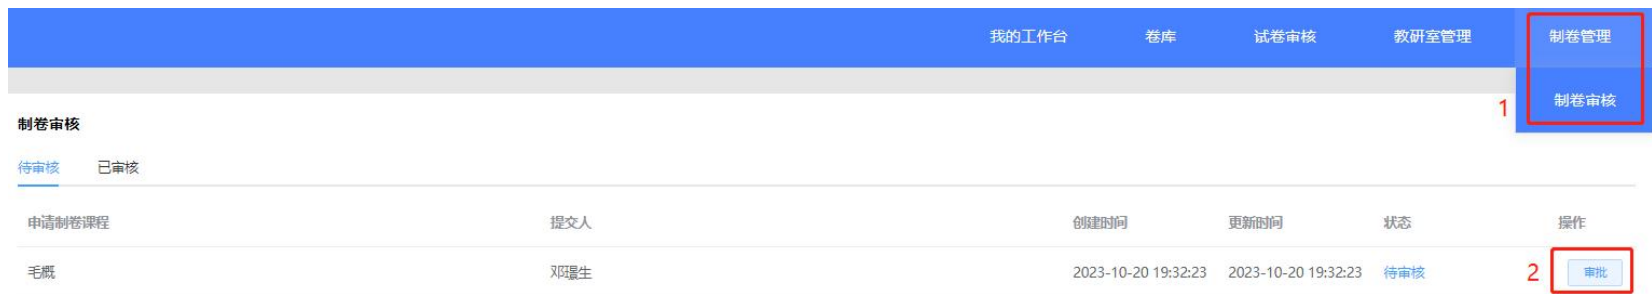 我的工作台 卷库 试卷审核 教研室管理 制卷管理
1 制卷审核
制卷审核
待审核 已审核
申请制卷课程 提交人 创建时间 更新时间 状态 操作
毛概 邓璟生 2023-10-20 19:32:23 2023-10-20 19:32:23 待审核 2 审批